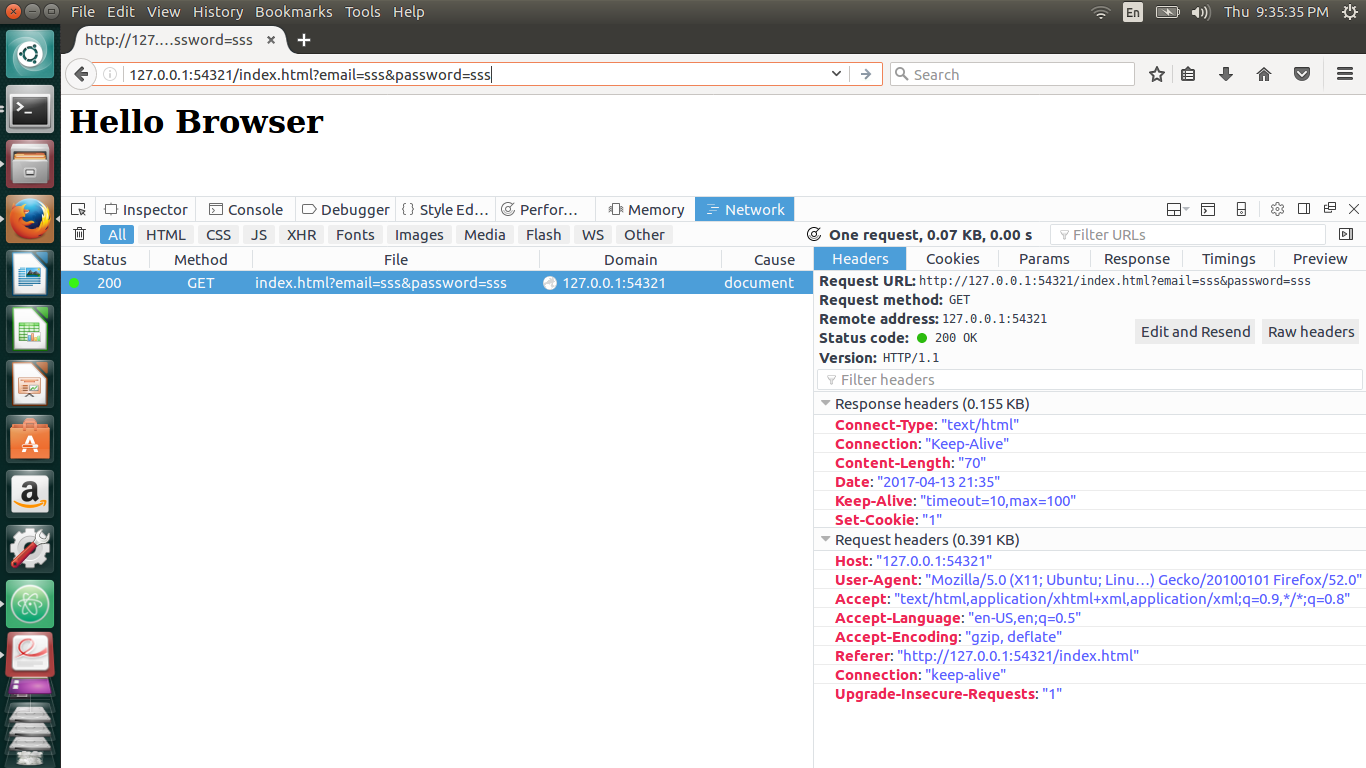 File Edit View History Bookmarks Tools Help En Thu 9:35:35 PM
http://127....ssword=sss
127.0.0.1:54321/index.html?email=sss&password=sss Search
Hello Browser
Inspector Console Debugger { } Style Ed... Perfor... Memory Network
All HTML CSS JS XHR Fonts Images Media Flash WS Other One request, 0.07 KB, 0.00 s Filter URLs
Status Method File Domain Cause Headers Cookies Params Response Timings Preview
200 GET index.html?email=sss&password=sss 127.0.0.1:54321 document
Request URL: http://127.0.0.1:54321/index.html?email=sss&password=sss
Request method: GET
Remote address: 127.0.0.1:54321
Status code: 200 OK
Edit and Resend Raw headers
Version: HTTP/1.1
Filter headers
Response headers (0.155 KB)
Connect-Type: "text/html"
Connection: "Keep-Alive"
Content-Length: "70"
Date: "2017-04-13 21:35"
Keep-Alive: "timeout=10,max=100"
Set-Cookie: "1"
Request headers (0.391 KB)
Host: "127.0.0.1:54321"
User-Agent: "Mozilla/5.0 (X11; Ubuntu; Linu...) Gecko/20100101 Firefox/52.0"
Accept: "text/html,application/xhtml+xml,application/xml;q=0.9,*/*;q=0.8"
Accept-Language: "en-US,en;q=0.5"
Accept-Encoding: "gzip, deflate"
Referer: "http://127.0.0.1:54321/index.html"
Connection: "keep-alive"
Upgrade-Insecure-Requests: "1"